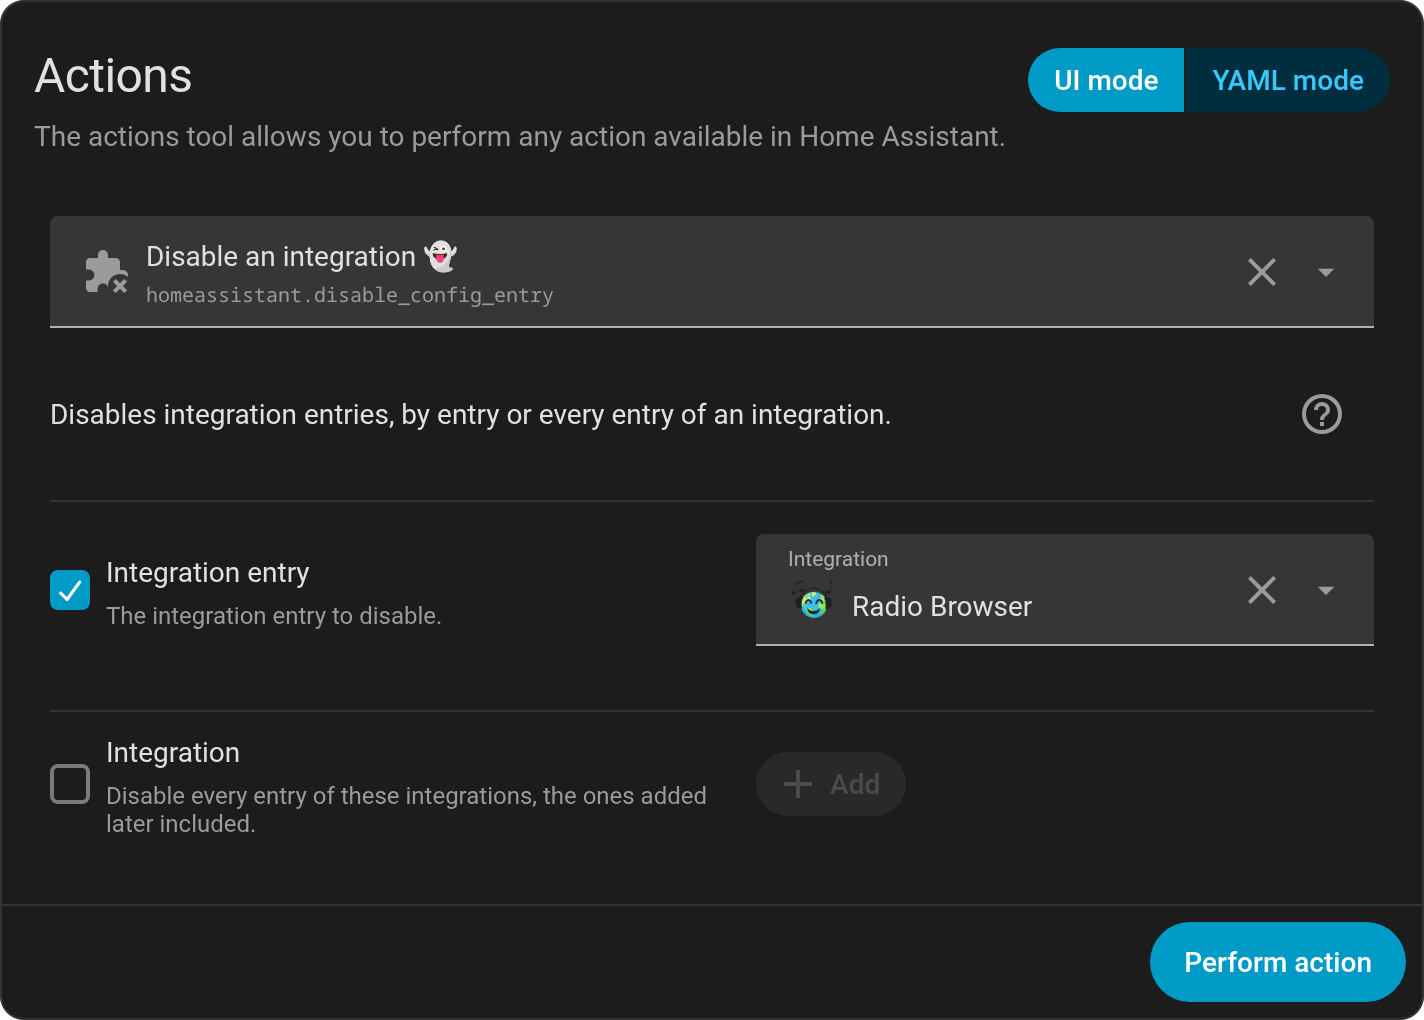 Actions
UI mode
YAML mode
The actions tool allows you to perform any action available in Home Assistant.
Disable an integration 👻
homeassistant.disable_config_entry
Disables integration entries, by entry or every entry of an integration.
Integration entry
The integration entry to disable.
Integration
Radio Browser
Integration
Disable every entry of these integrations, the ones added
later included.
Add
Perform action